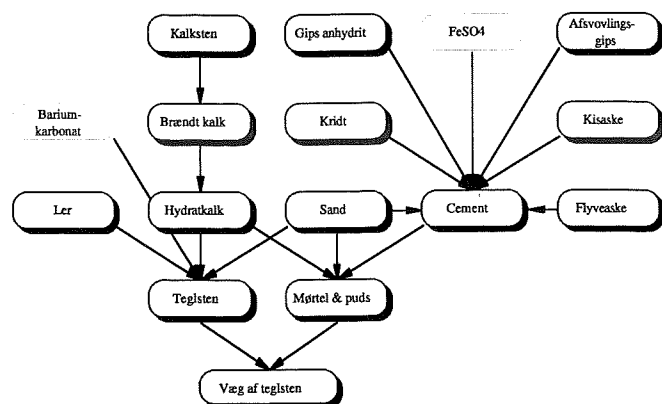 Kalksten
Gips anhydrit
FeSO4
Afsvovlings-
gips
Barium-
karbonat
Brændt kalk
Kridt
Kisaske
Ler
Hydratkalk
Sand
Cement
Flyveaske
Teglsten
Mørtel & puds
Væg af teglsten